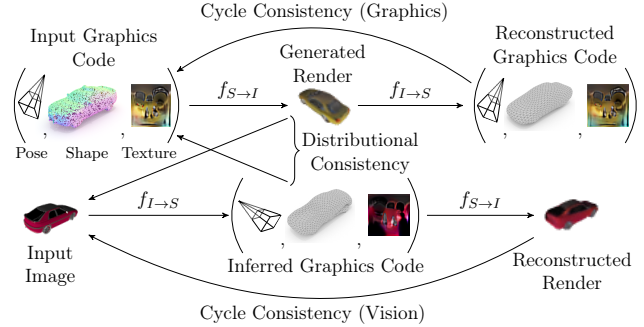 Cycle Consistency (Graphics)
Input Graphics
Code
Generated
Render
Reconstructed
Graphics Code
f_{S→I}
f_{I→S}
( , , )
( , , )
Pose Shape Texture
Distributional
Consistency
f_{I→S}
f_{S→I}
( , , )
Input
Image
Inferred Graphics Code
Reconstructed
Render
Cycle Consistency (Vision)